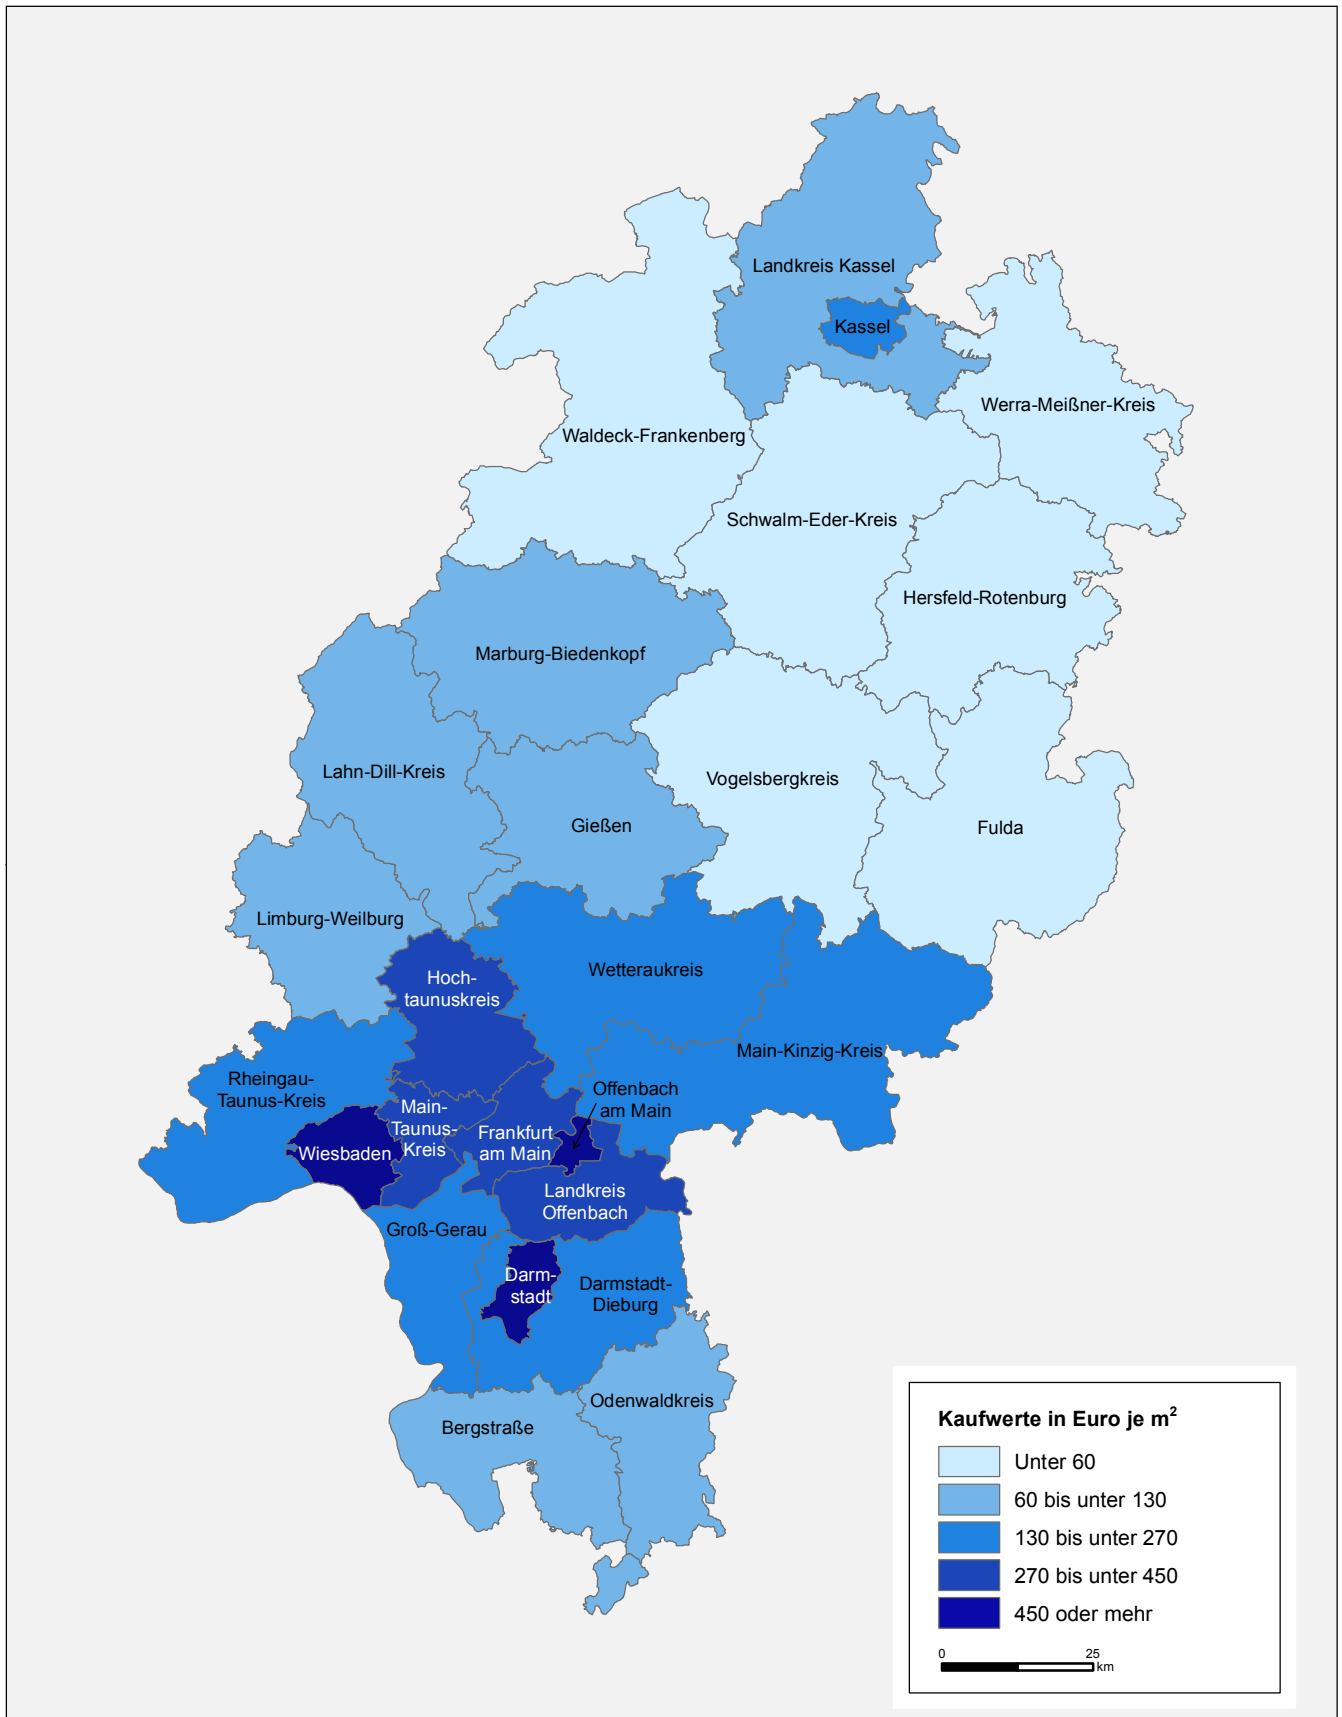 Landkreis Kassel
Kassel
Werra-Meißner-Kreis
Waldeck-Frankenberg
Schwalm-Eder-Kreis
Hersfeld-Rotenburg
Marburg-Biedenkopf
Lahn-Dill-Kreis
Vogelsbergkreis
Gießen
Fulda
Limburg-Weilburg
Wetteraukreis
Hoch-
taunuskreis
Main-Kinzig-Kreis
Rheingau-
Taunus-Kreis
Offenbach
am Main
Main-
Taunus-
Kreis
Frankfurt
am Main
Wiesbaden
Landkreis
Offenbach
Groß-Gerau
Darm-
stadt
Darmstadt-
Dieburg
Odenwaldkreis
Bergstraße
Kaufwerte in Euro je m²
Unter 60
60 bis unter 130
130 bis unter 270
270 bis unter 450
450 oder mehr
0 25
km